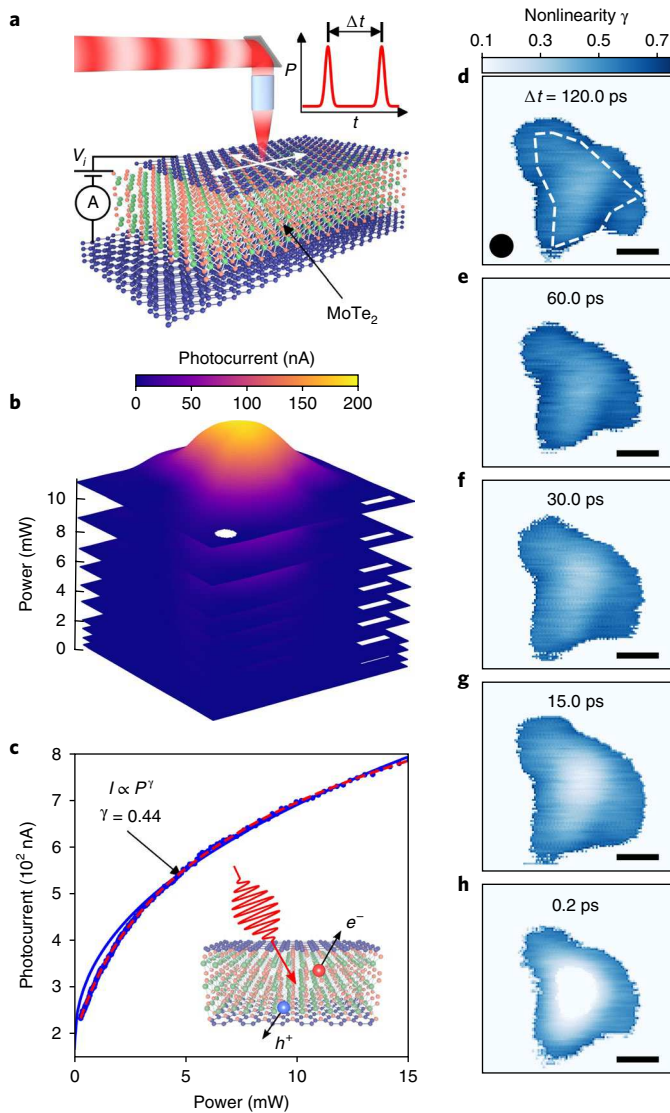 a
Δt
P
t
V_i
A
MoTe₂
Photocurrent (nA)
0 50 100 150 200
b
Power (mW)
10
8
6
4
2
0
c
Photocurrent (10² nA)
8
7
6
5
4
3
2
I ∝ P^γ
γ = 0.44
e⁻
h⁺
0 5 10 15
Power (mW)
Nonlinearity γ
0.1 0.3 0.5 0.7
d
Δt = 120.0 ps
e
60.0 ps
f
30.0 ps
g
15.0 ps
h
0.2 ps